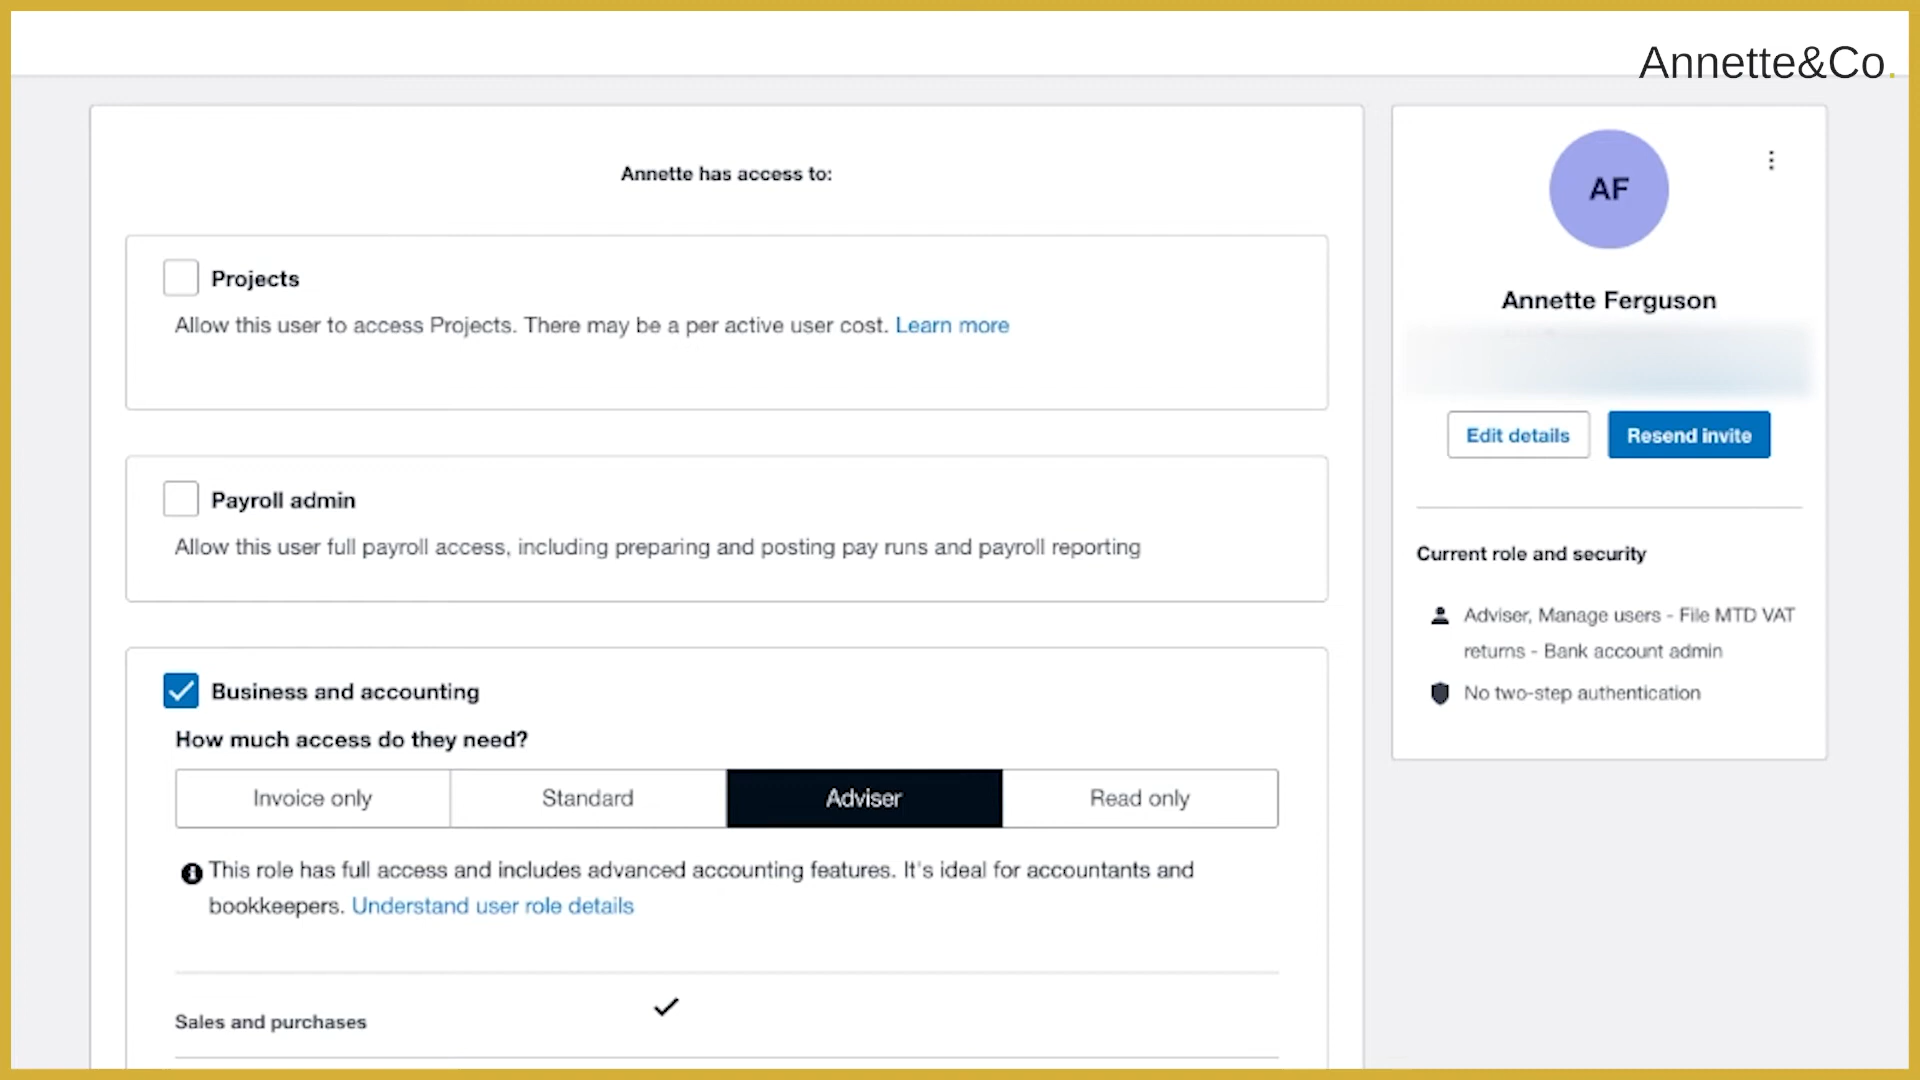 Annette&Co.
Annette has access to:
Projects
Allow this user to access Projects. There may be a per active user cost. Learn more
Payroll admin
Allow this user full payroll access, including preparing and posting pay runs and payroll reporting
Business and accounting
How much access do they need?
Invoice only
Standard
Adviser
Read only
This role has full access and includes advanced accounting features. It's ideal for accountants and
bookkeepers. Understand user role details
Sales and purchases
AF
Annette Ferguson
Edit details
Resend invite
Current role and security
Adviser, Manage users - File MTD VAT
returns - Bank account admin
No two-step authentication